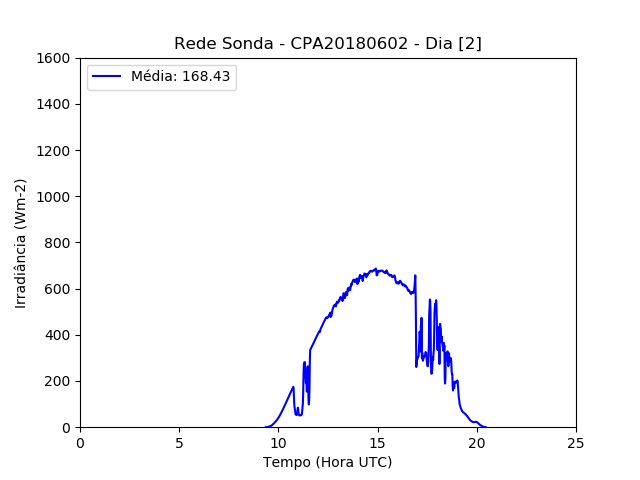 Rede Sonda - CPA20180602 - Dia [2]
Média: 168.43
Irradiância (Wm-2)
1600
1400
1200
1000
800
600
400
200
0
0 5 10 15 20 25
Tempo (Hora UTC)